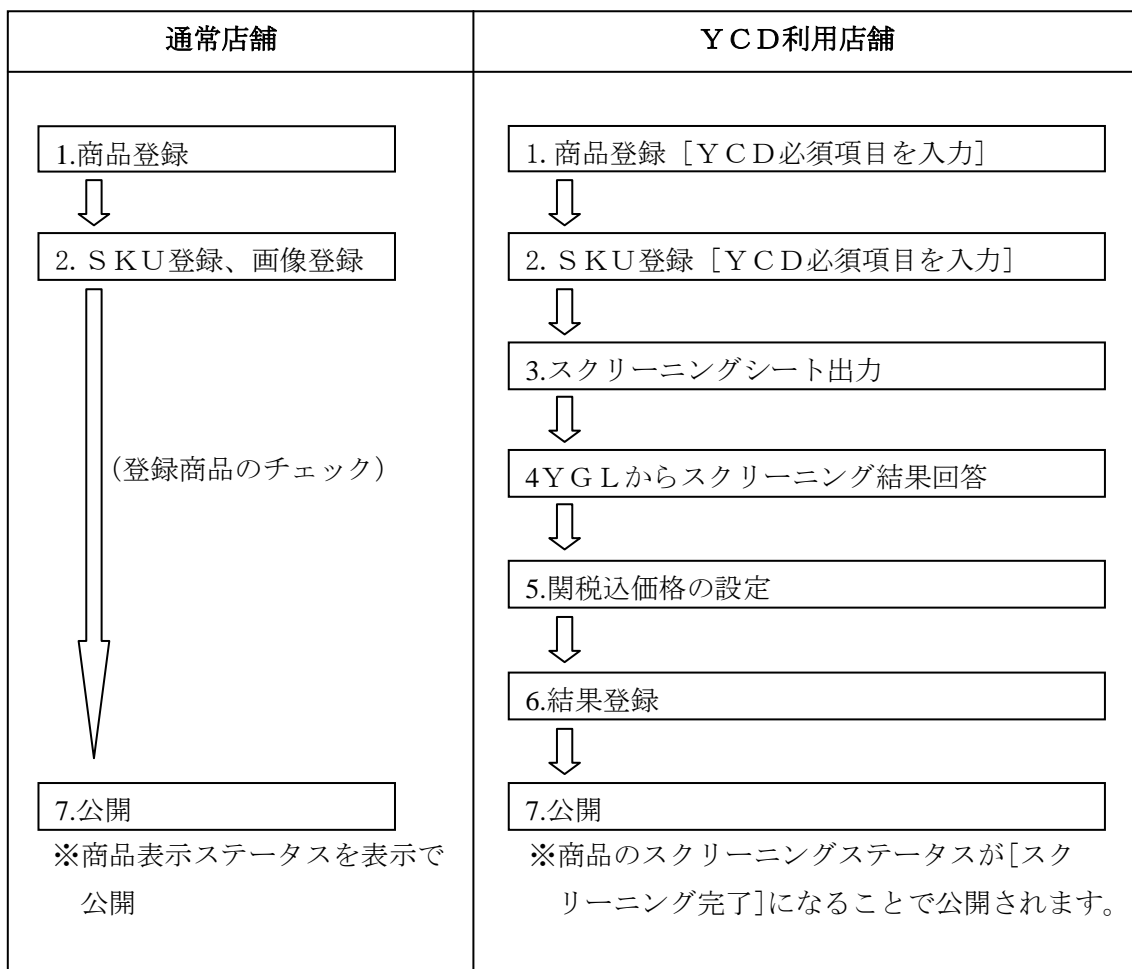 通常店舗
1.商品登録
2. ＳＫＵ登録、画像登録
(登録商品のチェック)
7.公開
※商品表示ステータスを表示で
公開
ＹＣＤ利用店舗
1. 商品登録［ＹＣＤ必須項目を入力］
2. ＳＫＵ登録［ＹＣＤ必須項目を入力］
3.スクリーニングシート出力
4ＹＧＬからスクリーニング結果回答
5.関税込価格の設定
6.結果登録
7.公開
※商品のスクリーニングステータスが[スク
リーニング完了]になることで公開されます。